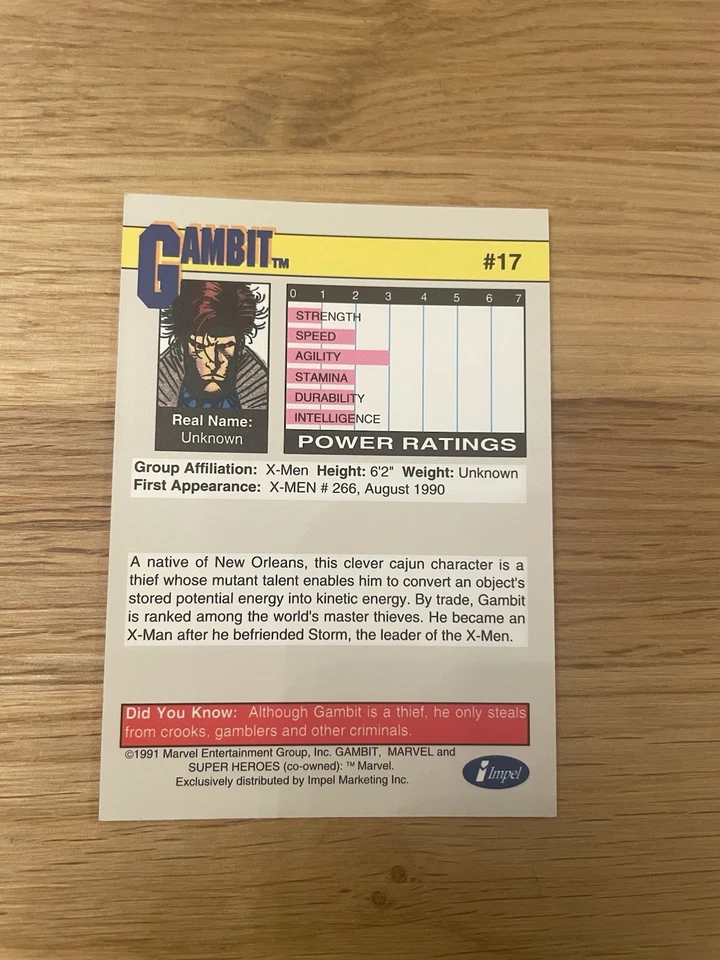 GAMBIT™
#17
0 1 2 3 4 5 6 7
STRENGTH
SPEED
AGILITY
STAMINA
DURABILITY
INTELLIGENCE
POWER RATINGS
Real Name:
Unknown
Group Affiliation: X-Men Height: 6'2" Weight: Unknown
First Appearance: X-MEN # 266, August 1990
A native of New Orleans, this clever cajun character is a
thief whose mutant talent enables him to convert an object's
stored potential energy into kinetic energy. By trade, Gambit
is ranked among the world's master thieves. He became an
X-Man after he befriended Storm, the leader of the X-Men.
Did You Know: Although Gambit is a thief, he only steals
from crooks, gamblers and other criminals.
©1991 Marvel Entertainment Group, Inc. GAMBIT, MARVEL and
SUPER HEROES (co-owned): ™ Marvel.
Exclusively distributed by Impel Marketing Inc.
Impel